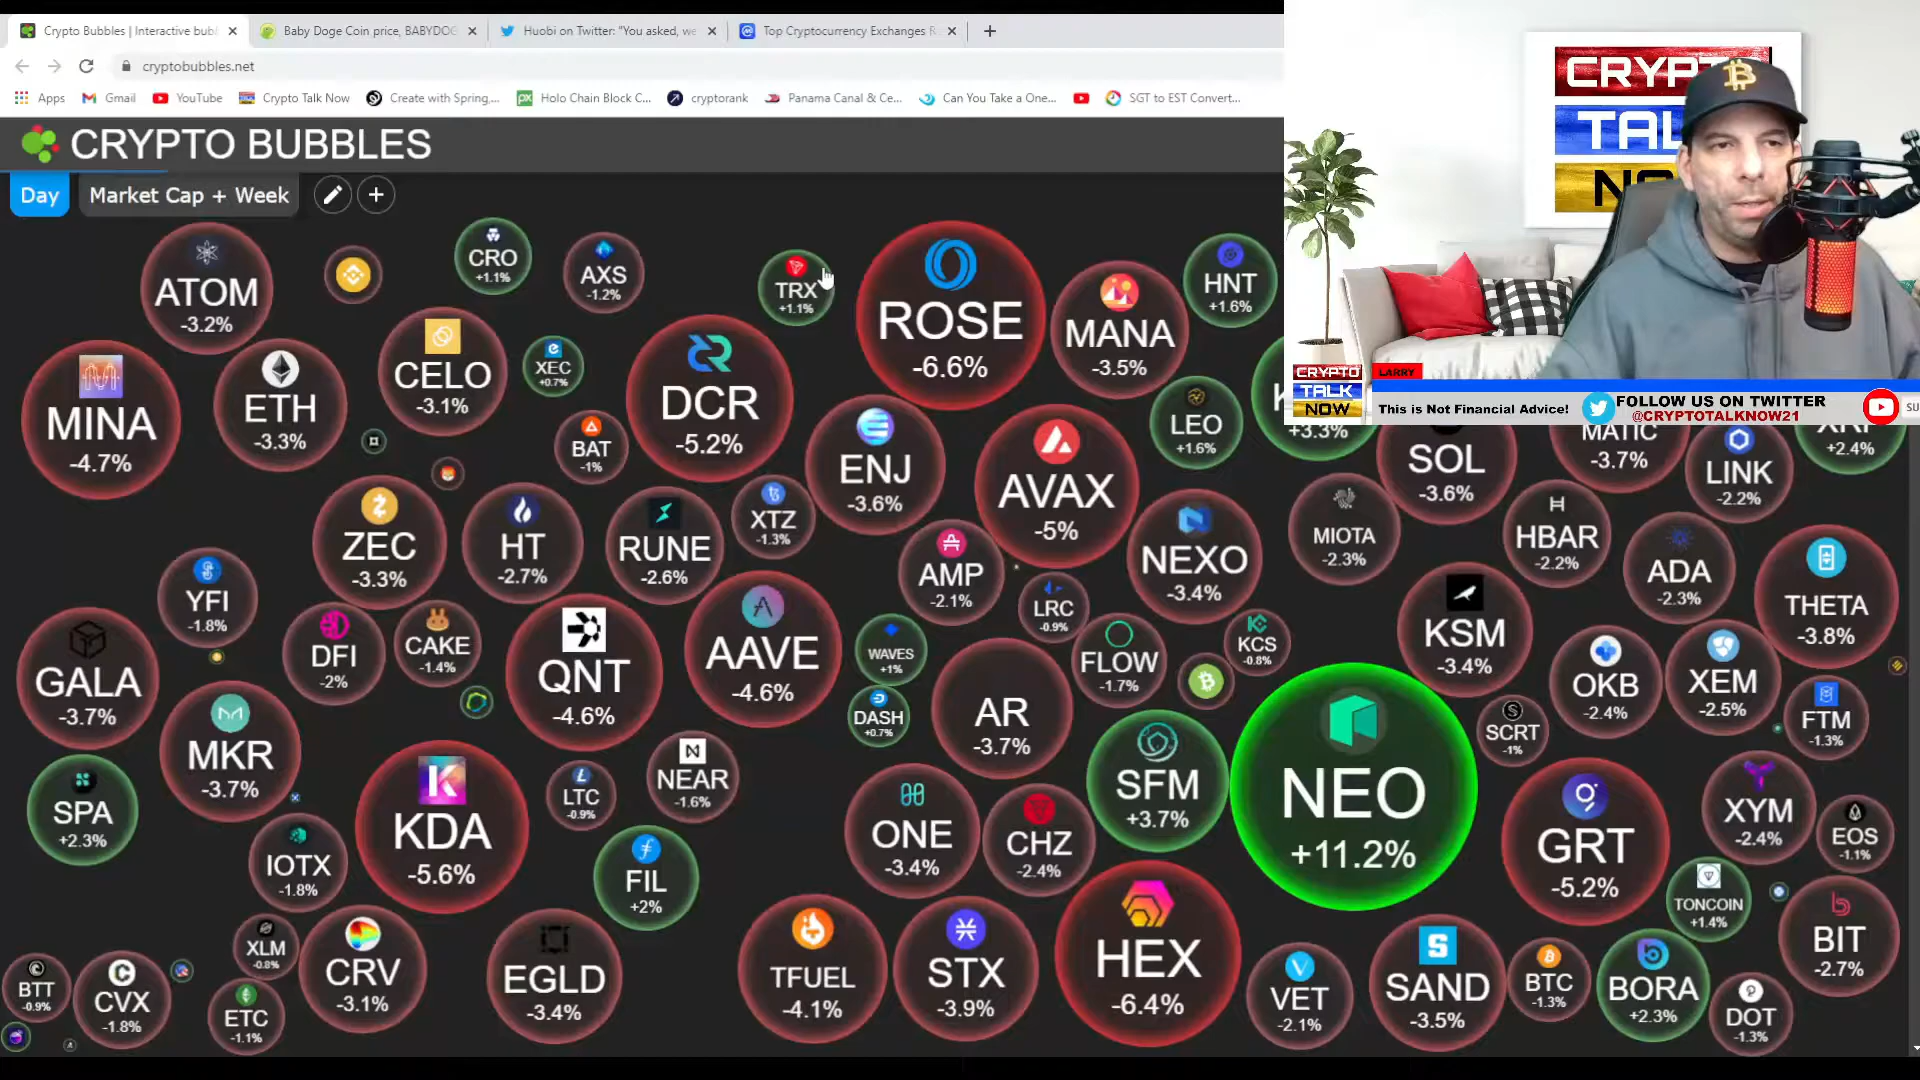 Crypto Bubbles | Interactive bubb
Baby Doge Coin price, BABYDOG
Huobi on Twitter: "You asked, we
Top Cryptocurrency Exchanges R
cryptobubbles.net
Apps
Gmail
YouTube
Crypto Talk Now
Create with Spring,...
Holo Chain Block C...
cryptorank
Panama Canal & Ce...
Can You Take a One...
SGT to EST Convert...
CRYPTO BUBBLES
Day
Market Cap + Week
TALK
LARRY
CRYPTO
TALK
NOW
This is Not Financial Advice!
FOLLOW US ON TWITTER
@CRYPTOTALKNOW21
SU
ATOM
-3.2%
CRO
+1.1%
AXS
-1.2%
TRX
+1.1%
ROSE
-6.6%
MANA
-3.5%
HNT
+1.6%
MINA
-4.7%
ETH
-3.3%
CELO
-3.1%
XEC
+0.7%
BAT
-1%
DCR
-5.2%
ENJ
-3.6%
AVAX
-5%
LEO
+1.6%
+3.3%
SOL
-3.6%
MATIC
-3.7%
LINK
-2.2%
XRP
+2.4%
ZEC
-3.3%
HT
-2.7%
RUNE
-2.6%
XTZ
-1.3%
AMP
-2.1%
NEXO
-3.4%
MIOTA
-2.3%
HBAR
-2.2%
ADA
-2.3%
THETA
-3.8%
YFI
-1.8%
DFI
-2%
CAKE
-1.4%
QNT
-4.6%
AAVE
-4.6%
WAVES
+1%
LRC
-0.9%
FLOW
-1.7%
KCS
-0.8%
KSM
-3.4%
OKB
-2.4%
XEM
-2.5%
FTM
-1.3%
GALA
-3.7%
MKR
-3.7%
DASH
+0.7%
AR
-3.7%
SFM
+3.7%
NEO
+11.2%
SCRT
-1%
SPA
+2.3%
IOTX
-1.8%
KDA
-5.6%
LTC
-0.9%
NEAR
-1.6%
FIL
+2%
ONE
-3.4%
CHZ
-2.4%
GRT
-5.2%
XYM
-2.4%
EOS
-1.1%
TONCOIN
+1.4%
BTT
-0.9%
CVX
-1.8%
XLM
-0.8%
ETC
-1.1%
CRV
-3.1%
EGLD
-3.4%
TFUEL
-4.1%
STX
-3.9%
HEX
-6.4%
VET
-2.1%
SAND
-3.5%
BTC
-1.3%
BORA
+2.3%
DOT
-1.3%
BIT
-2.7%